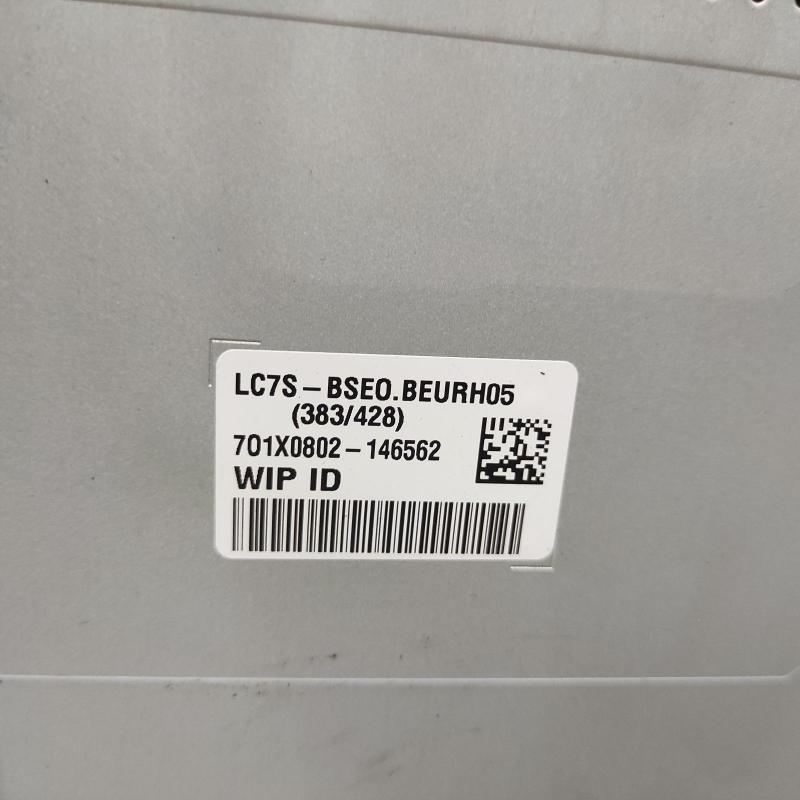 LC7S-BSEO.BEURH05
(383/428)
701X0802-146562
WIP ID